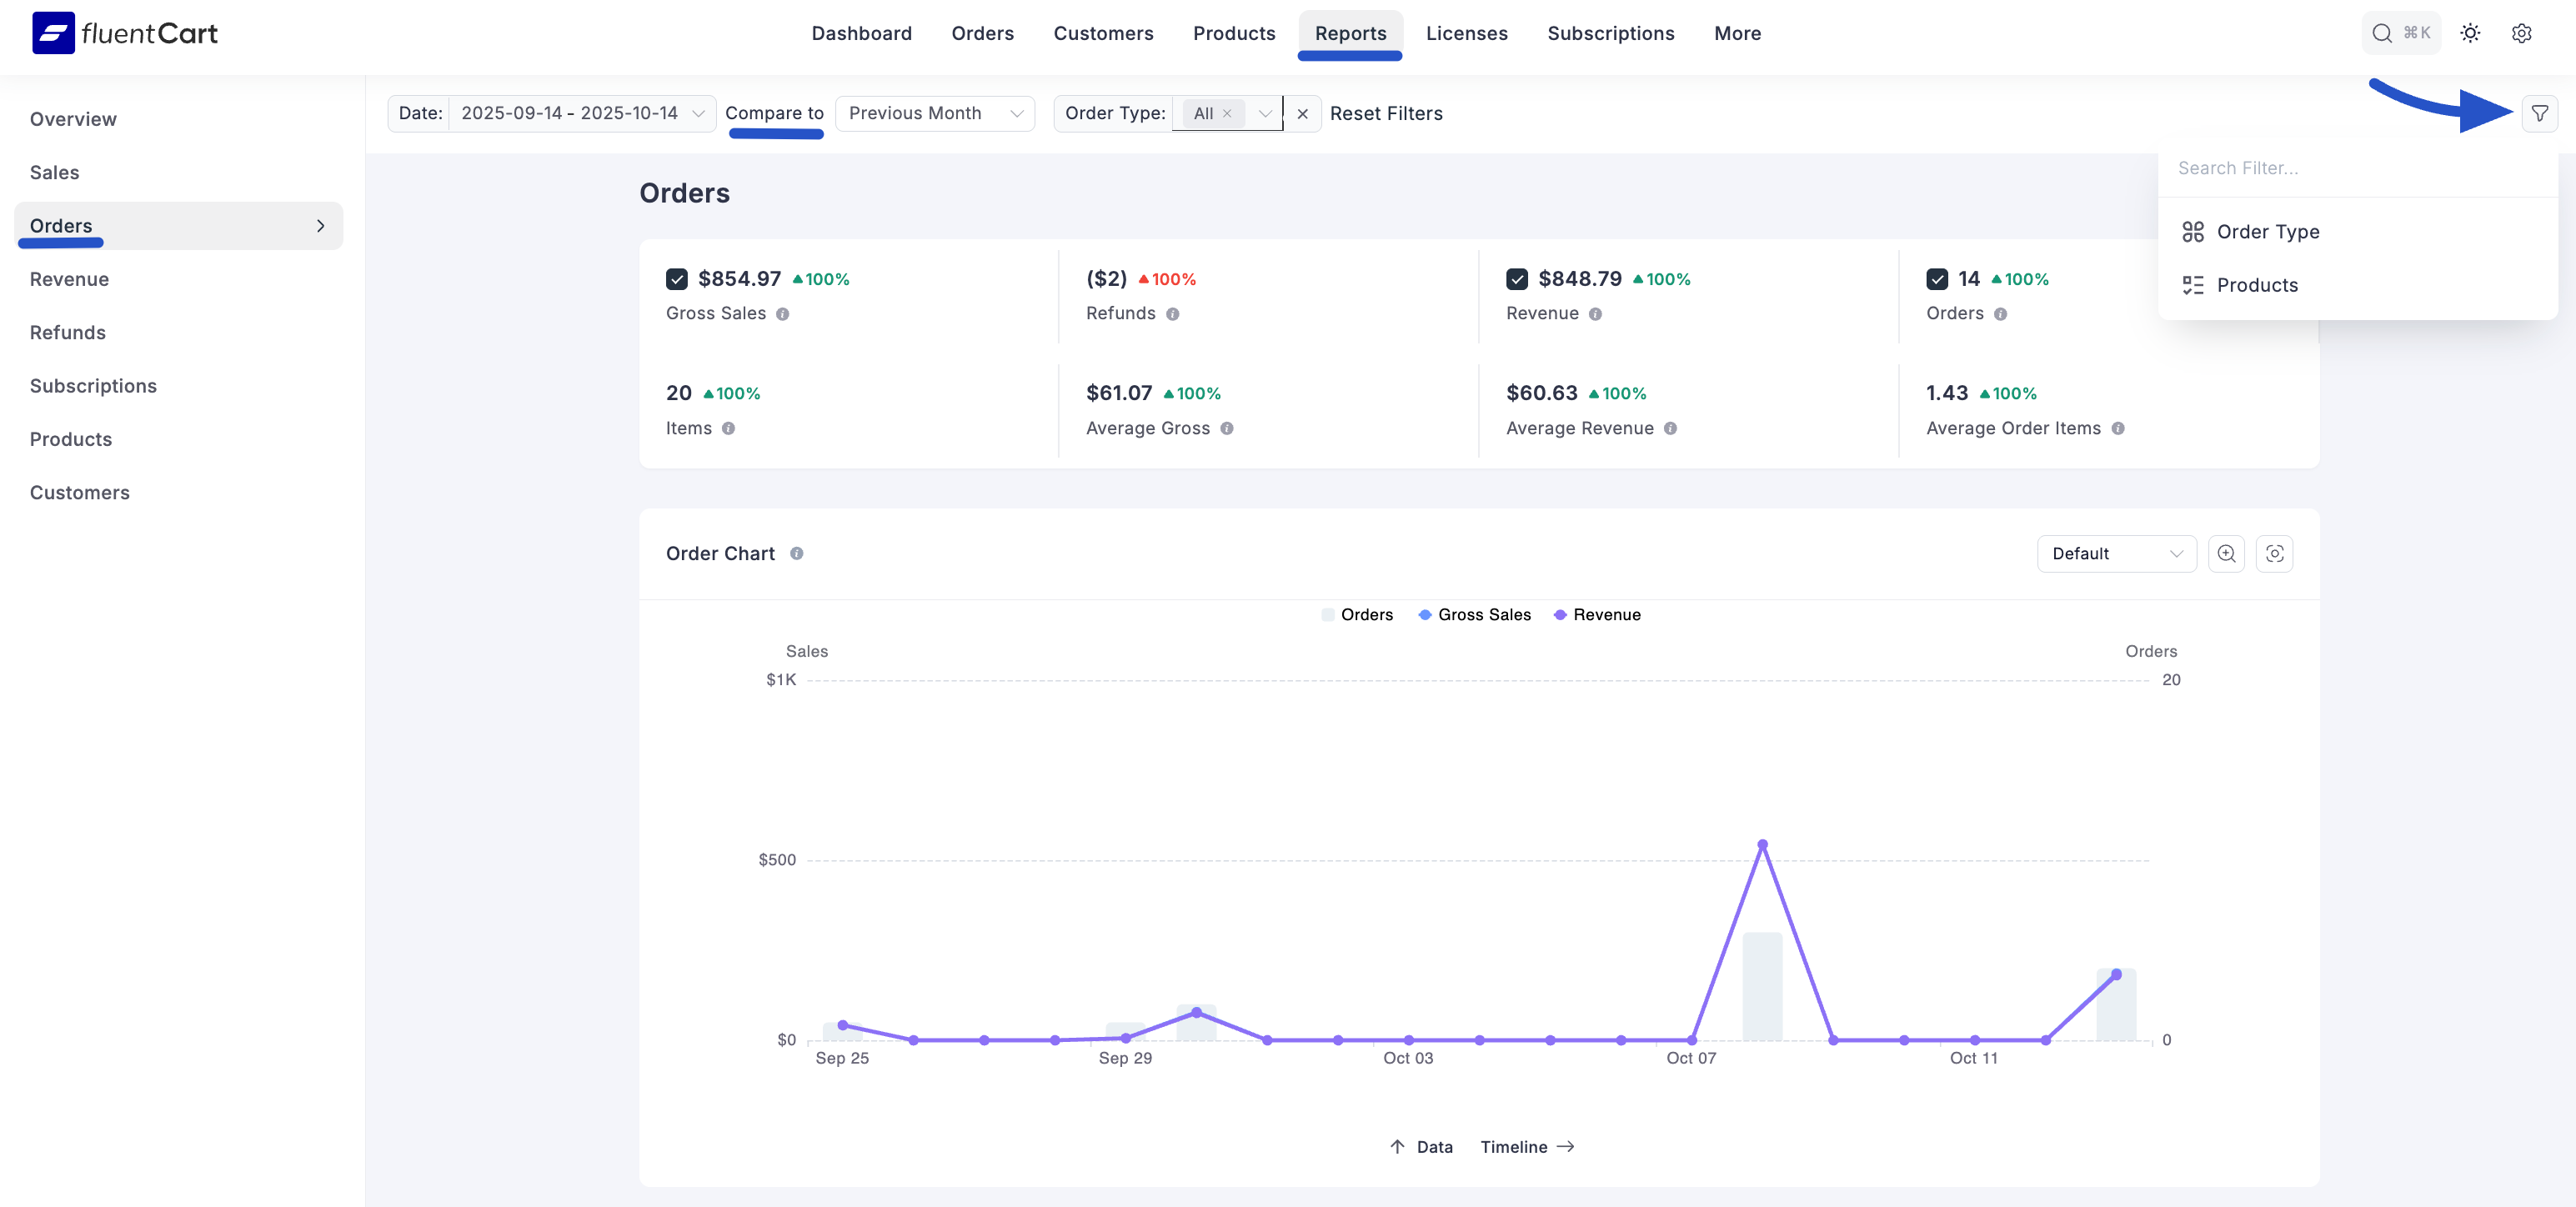 fluentCart
Dashboard Orders Customers Products Reports Licenses Subscriptions More
⌘K
Overview
Sales
Orders
Revenue
Refunds
Subscriptions
Products
Customers
Date: 2025-09-14 - 2025-10-14 Compare to Previous Month Order Type: All × × Reset Filters
Search Filter...
Order Type
Products
Orders
$854.97 100%
Gross Sales
($2) 100%
Refunds
$848.79 100%
Revenue
14 100%
Orders
20 100%
Items
$61.07 100%
Average Gross
$60.63 100%
Average Revenue
1.43 100%
Average Order Items
Order Chart
Default
Orders Gross Sales Revenue
Sales Orders
$1K 20
$500
$0 0
Sep 25 Sep 29 Oct 03 Oct 07 Oct 11
↑ Data Timeline →